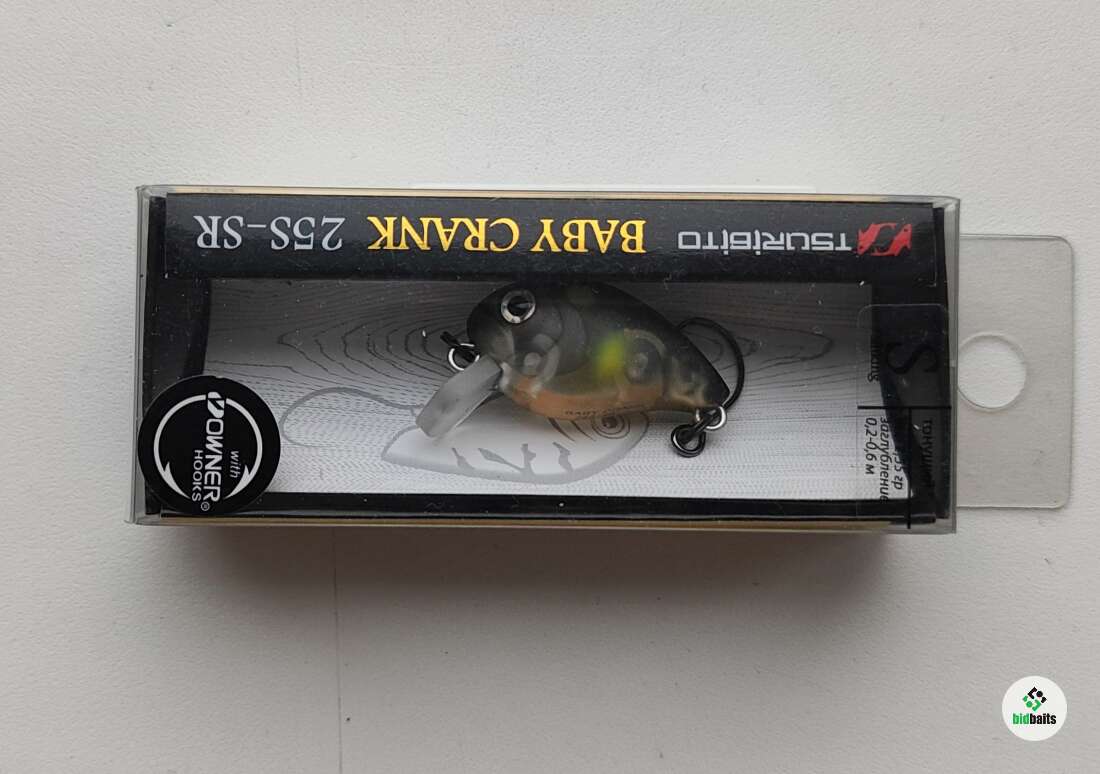 TSURIBITO BABY CRANK 25S-SR
with
OWNER®
HOOKS
S
заглубление
0,2-0,6 м
bidbaits